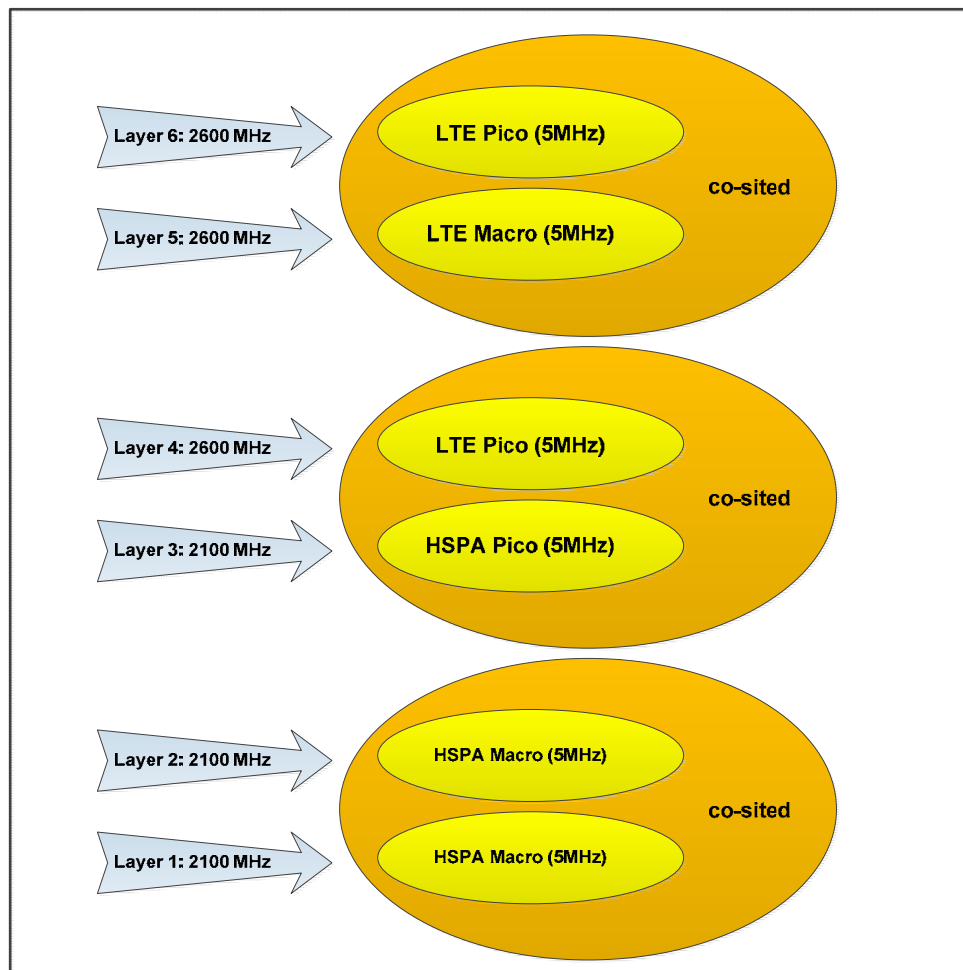 Layer 6: 2600 MHz
LTE Pico (5MHz)
co-sited
Layer 5: 2600 MHz
LTE Macro (5MHz)
Layer 4: 2600 MHz
LTE Pico (5MHz)
co-sited
Layer 3: 2100 MHz
HSPA Pico (5MHz)
Layer 2: 2100 MHz
HSPA Macro (5MHz)
co-sited
Layer 1: 2100 MHz
HSPA Macro (5MHz)